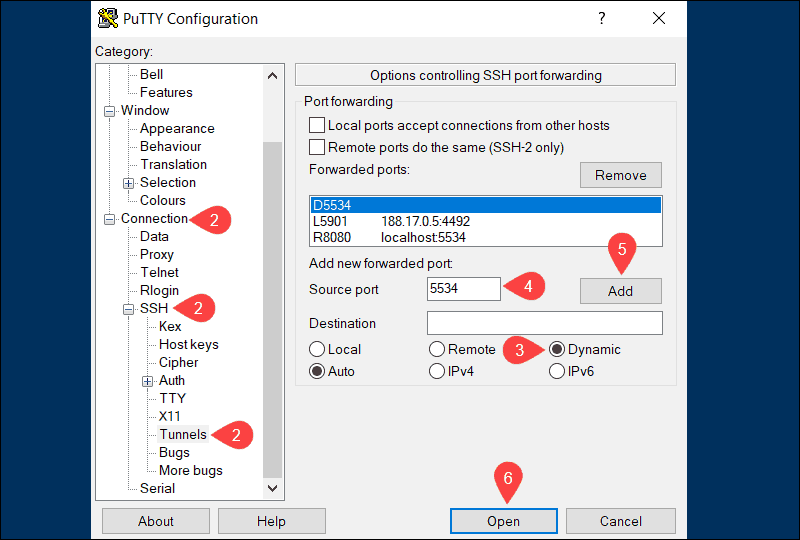 PuTTY Configuration
?
Category:
Bell
Features
Window
Appearance
Behaviour
Translation
Selection
Colours
Connection 2
Data
Proxy
Telnet
Rlogin
SSH 2
Kex
Host keys
Cipher
Auth
TTY
X11
Tunnels 2
Bugs
More bugs
Serial
Options controlling SSH port forwarding
Port forwarding
Local ports accept connections from other hosts
Remote ports do the same (SSH-2 only)
Forwarded ports:
Remove
D5534
L5901 188.17.0.5:4492
R8080 localhost:5534
5
Add new forwarded port:
Source port 5534 4 Add
Destination
Local Remote 3 Dynamic
Auto IPv4 IPv6
6
About Help Open Cancel